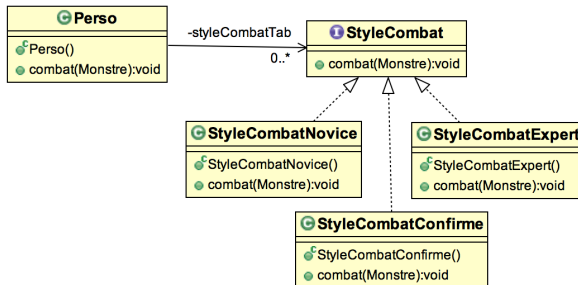 Perso
Perso()
combat(Monstre):void
-styleCombatTab
0..*
StyleCombat
combat(Monstre):void
StyleCombatNovice
StyleCombatNovice()
combat(Monstre):void
StyleCombatExpert
StyleCombatExpert()
combat(Monstre):void
StyleCombatConfirme
StyleCombatConfirme()
combat(Monstre):void